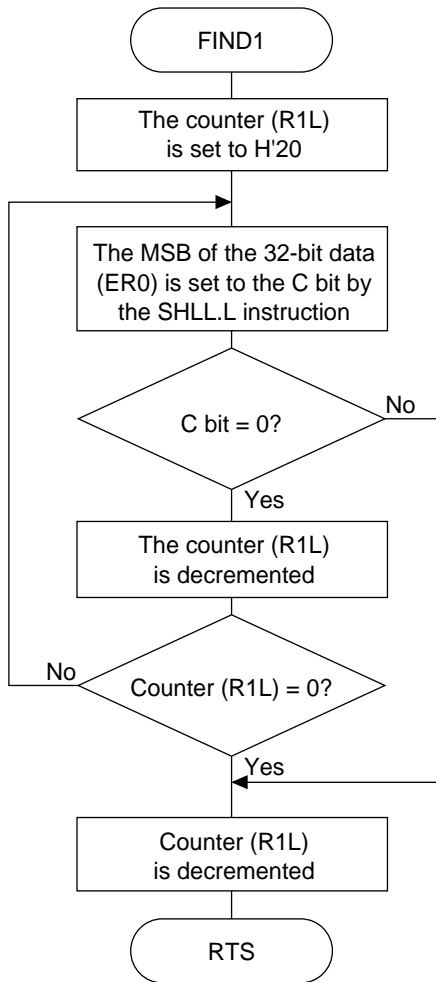 FIND1
The counter (R1L)
is set to H'20
The MSB of the 32-bit data
(ER0) is set to the C bit by
the SHLL.L instruction
C bit = 0?
No
Yes
The counter (R1L)
is decremented
No
Counter (R1L) = 0?
Yes
Counter (R1L)
is decremented
RTS